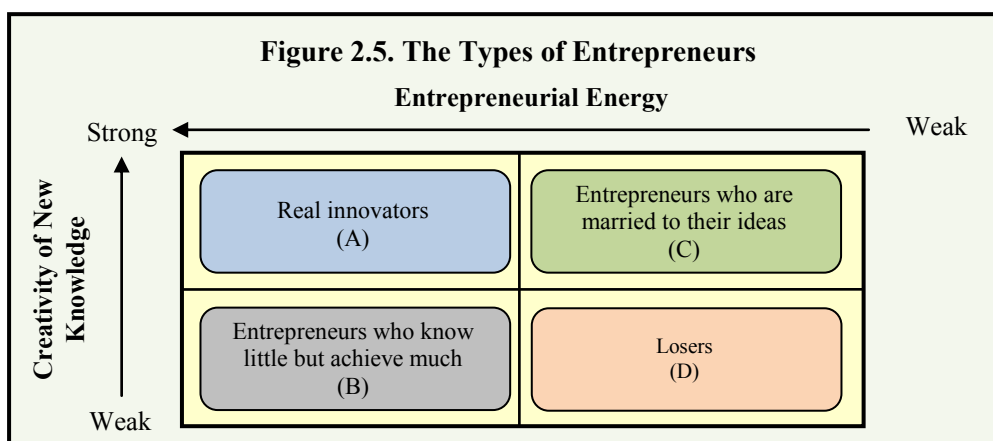 Figure 2.5. The Types of Entrepreneurs
Entrepreneurial Energy
Strong
Weak
Creativity of New
Knowledge
Real innovators
(A)
Entrepreneurs who are
married to their ideas
(C)
Entrepreneurs who know
little but achieve much
(B)
Losers
(D)
Weak